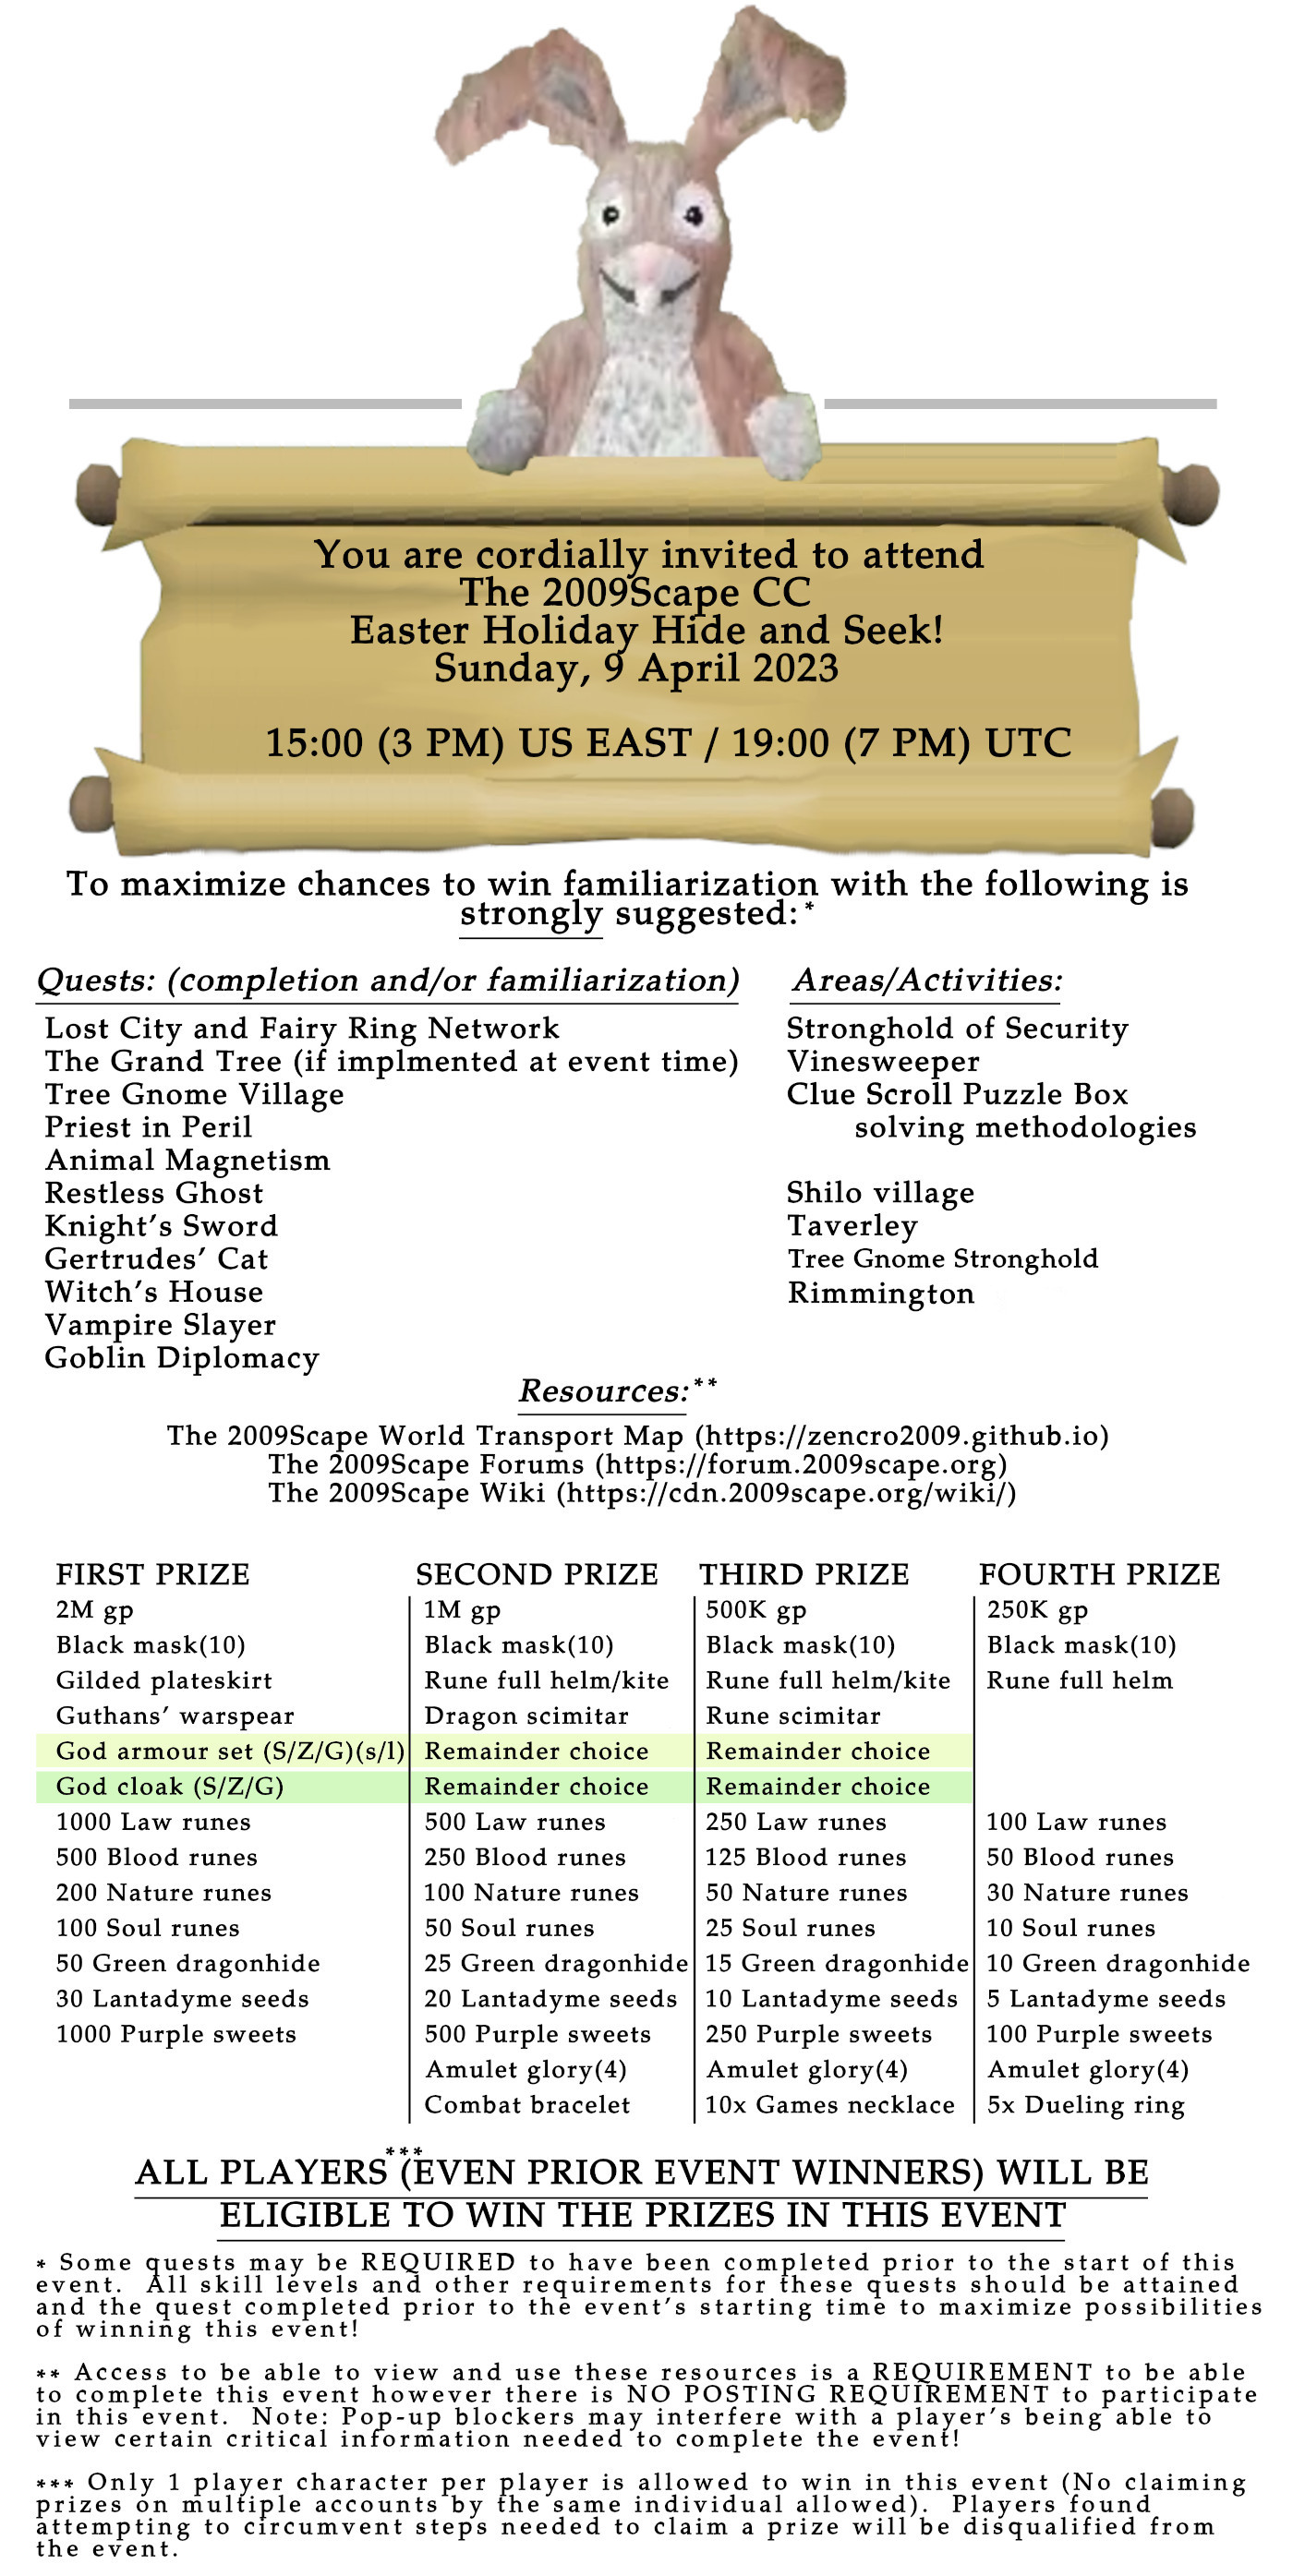 You are cordially invited to attend
The 2009Scape CC
Easter Holiday Hide and Seek!
Sunday, 9 April 2023
15:00 (3 PM) US EAST / 19:00 (7 PM) UTC
To maximize chances to win familiarization with the following is
strongly suggested:*
Quests: (completion and/or familiarization)
Lost City and Fairy Ring Network
The Grand Tree (if implmented at event time)
Tree Gnome Village
Priest in Peril
Animal Magnetism
Restless Ghost
Knight's Sword
Gertrudes' Cat
Witch's House
Vampire Slayer
Goblin Diplomacy
Areas/Activities:
Stronghold of Security
Vinesweeper
Clue Scroll Puzzle Box
solving methodologies
Shilo village
Taverley
Tree Gnome Stronghold
Rimmington
Resources:**
The 2009Scape World Transport Map (https://zencro2009.github.io)
The 2009Scape Forums (https://forum.2009scape.org)
The 2009Scape Wiki (https://cdn.2009scape.org/wiki/)
FIRST PRIZE
2M gp
Black mask(10)
Gilded plateskirt
Guthans' warspear
God armour set (S/Z/G)(s/l)
God cloak (S/Z/G)
1000 Law runes
500 Blood runes
200 Nature runes
100 Soul runes
50 Green dragonhide
30 Lantadyme seeds
1000 Purple sweets
SECOND PRIZE
1M gp
Black mask(10)
Rune full helm/kite
Dragon scimitar
Remainder choice
Remainder choice
500 Law runes
250 Blood runes
100 Nature runes
50 Soul runes
25 Green dragonhide
20 Lantadyme seeds
500 Purple sweets
Amulet glory(4)
Combat bracelet
THIRD PRIZE
500K gp
Black mask(10)
Rune full helm/kite
Rune scimitar
Remainder choice
Remainder choice
250 Law runes
125 Blood runes
50 Nature runes
25 Soul runes
15 Green dragonhide
10 Lantadyme seeds
250 Purple sweets
Amulet glory(4)
10x Games necklace
FOURTH PRIZE
250K gp
Black mask(10)
Rune full helm
100 Law runes
50 Blood runes
30 Nature runes
10 Soul runes
10 Green dragonhide
5 Lantadyme seeds
100 Purple sweets
Amulet glory(4)
5x Dueling ring
ALL PLAYERS*** (EVEN PRIOR EVENT WINNERS) WILL BE
ELIGIBLE TO WIN THE PRIZES IN THIS EVENT
* Some quests may be REQUIRED to have been completed prior to the start of this
event. All skill levels and other requirements for these quests should be attained
and the quest completed prior to the event's starting time to maximize possibilities
of winning this event!
** Access to be able to view and use these resources is a REQUIREMENT to be able
to complete this event however there is NO POSTING REQUIREMENT to participate
in this event. Note: Pop-up blockers may interfere with a player's being able to
view certain critical information needed to complete the event!
*** Only 1 player character per player is allowed to win in this event (No claiming
prizes on multiple accounts by the same individual allowed). Players found
attempting to circumvent steps needed to claim a prize will be disqualified from
the event.